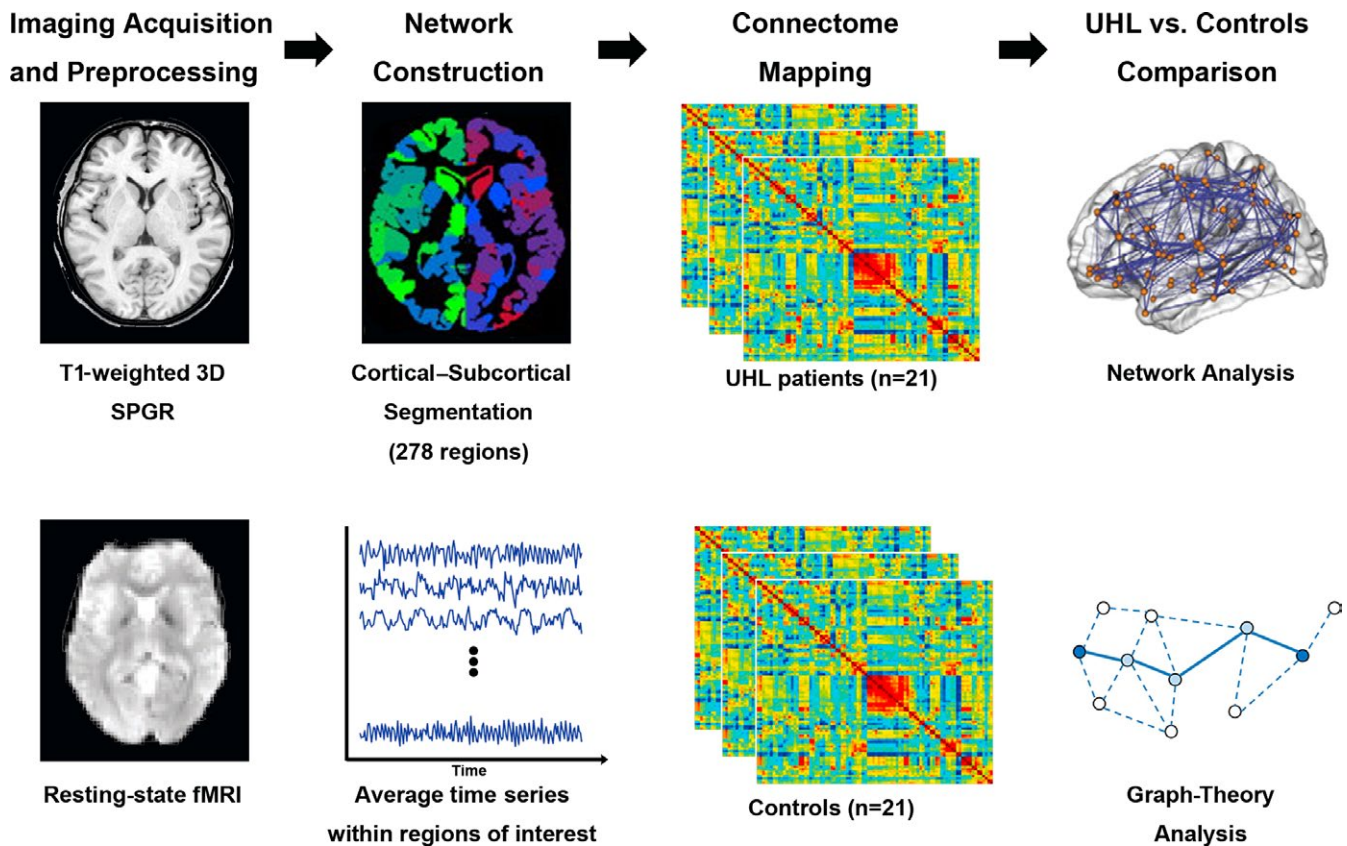 Imaging Acquisition
and Preprocessing
Network
Construction
Connectome
Mapping
UHL vs. Controls
Comparison
T1-weighted 3D
SPGR
Cortical–Subcortical
Segmentation
(278 regions)
UHL patients (n=21)
Network Analysis
Resting-state fMRI
Time
Average time series
within regions of interest
Controls (n=21)
Graph-Theory
Analysis